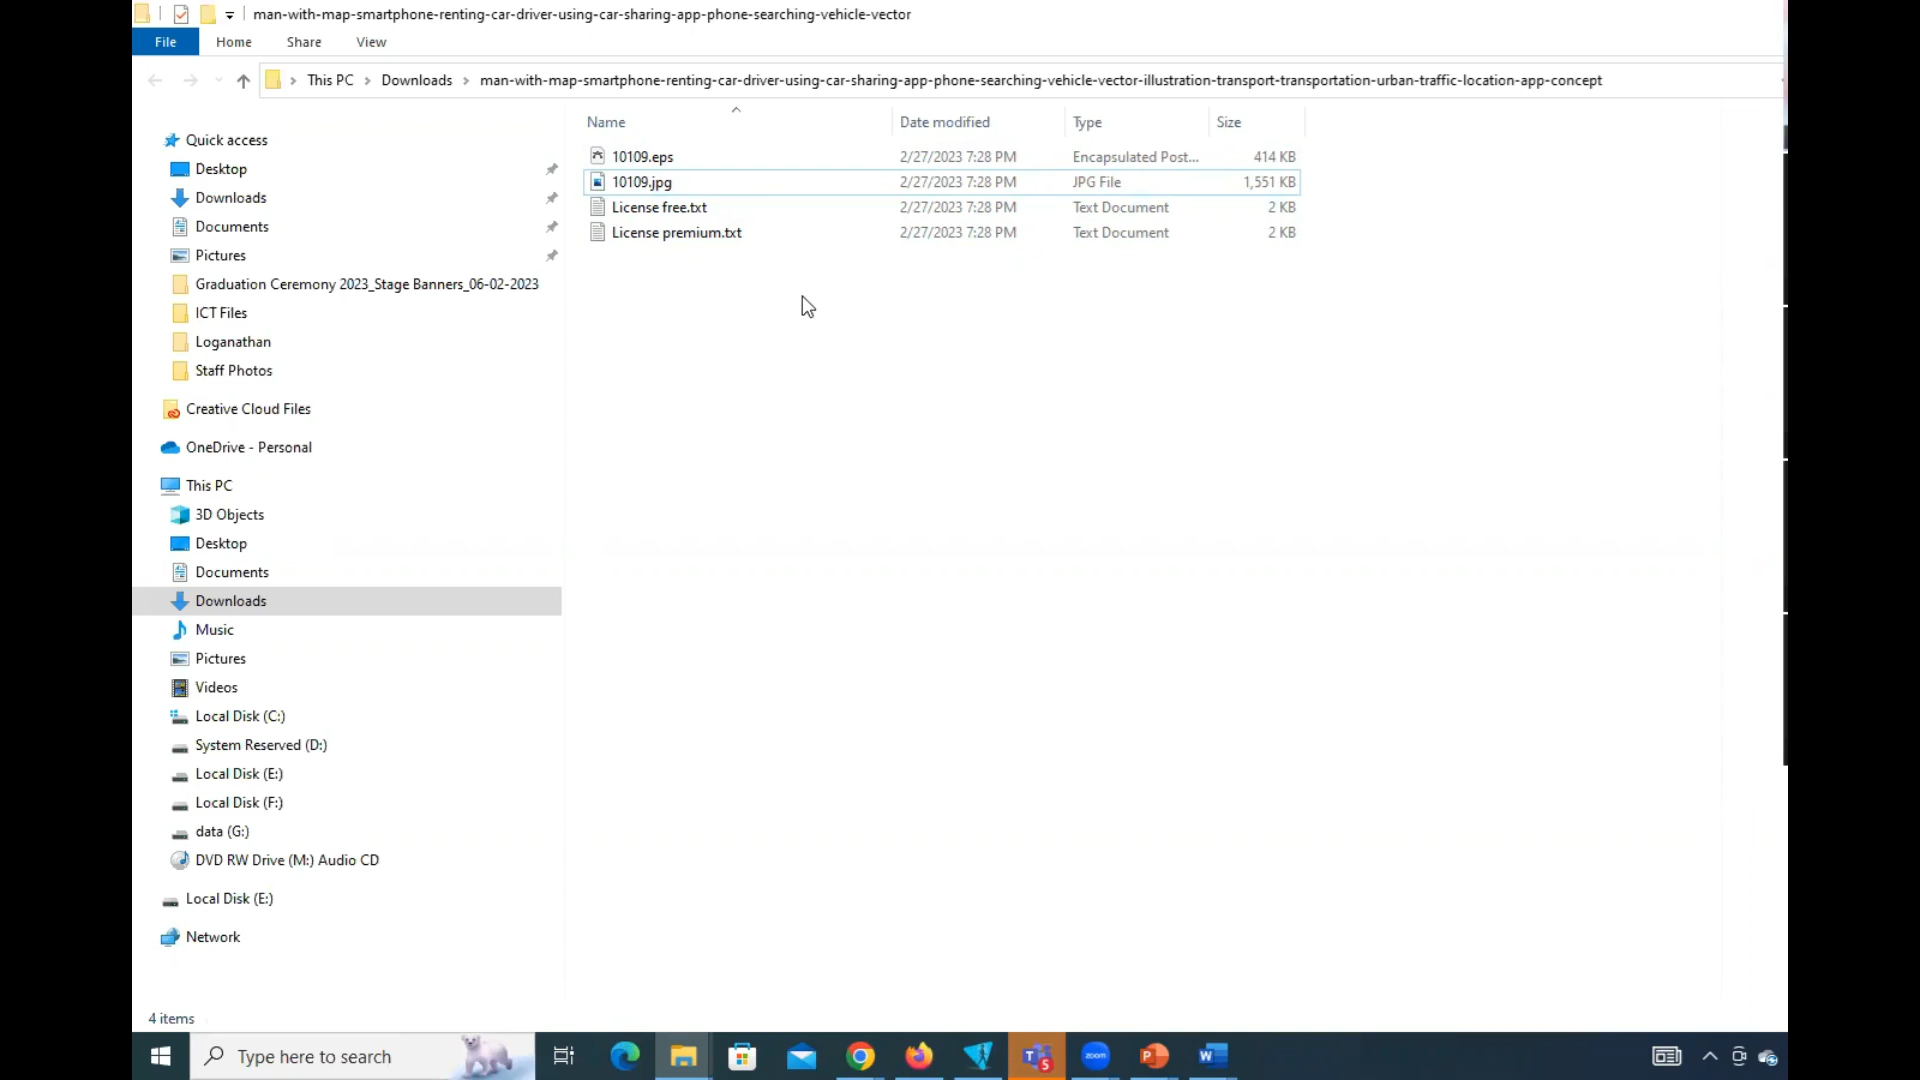 man-with-map-smartphone-renting-car-driver-using-car-sharing-app-phone-searching-vehicle-vector
File Home Share View
This PC > Downloads > man-with-map-smartphone-renting-car-driver-using-car-sharing-app-phone-searching-vehicle-vector-illustration-transport-transportation-urban-traffic-location-app-concept
Name Date modified Type Size
10109.eps 2/27/2023 7:28 PM Encapsulated Post... 414 KB
10109.jpg 2/27/2023 7:28 PM JPG File 1,551 KB
License free.txt 2/27/2023 7:28 PM Text Document 2 KB
License premium.txt 2/27/2023 7:28 PM Text Document 2 KB
Quick access
Desktop
Downloads
Documents
Pictures
Graduation Ceremony 2023_Stage Banners_06-02-2023
ICT Files
Loganathan
Staff Photos
Creative Cloud Files
OneDrive - Personal
This PC
3D Objects
Desktop
Documents
Downloads
Music
Pictures
Videos
Local Disk (C:)
System Reserved (D:)
Local Disk (E:)
Local Disk (F:)
data (G:)
DVD RW Drive (M:) Audio CD
Local Disk (E:)
Network
4 items
Type here to search
zoom